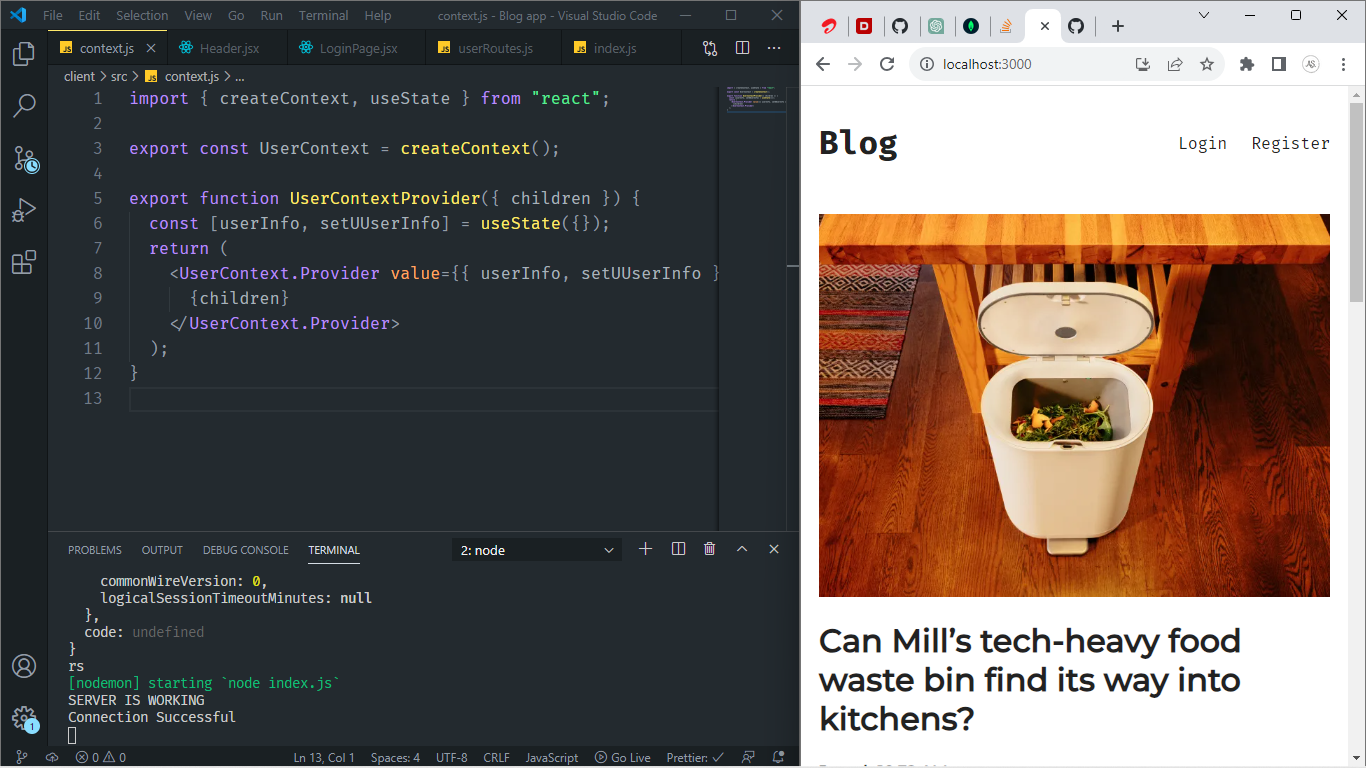 File Edit Selection View Go Run Terminal Help context.js - Blog app - Visual Studio Code
context.js Header.jsx LoginPage.jsx userRoutes.js index.js
client > src > context.js > ...
1 import { createContext, useState } from "react";
2
3 export const UserContext = createContext();
4
5 export function UserContextProvider({ children }) {
6 const [userInfo, setUUserInfo] = useState({});
7 return (
8 <UserContext.Provider value={{ userInfo, setUUserInfo }
9 {children}
10 </UserContext.Provider>
11 );
12 }
13
PROBLEMS OUTPUT DEBUG CONSOLE TERMINAL 2: node
commonWireVersion: 0,
logicalSessionTimeoutMinutes: null
},
code: undefined
}
rs
[nodemon] starting `node index.js`
SERVER IS WORKING
Connection Successful
1
0 0 Ln 13, Col 1 Spaces: 4 UTF-8 CRLF JavaScript Go Live Prettier:
localhost:3000
Blog
Login Register
Can Mill’s tech-heavy food
waste bin find its way into
kitchens?